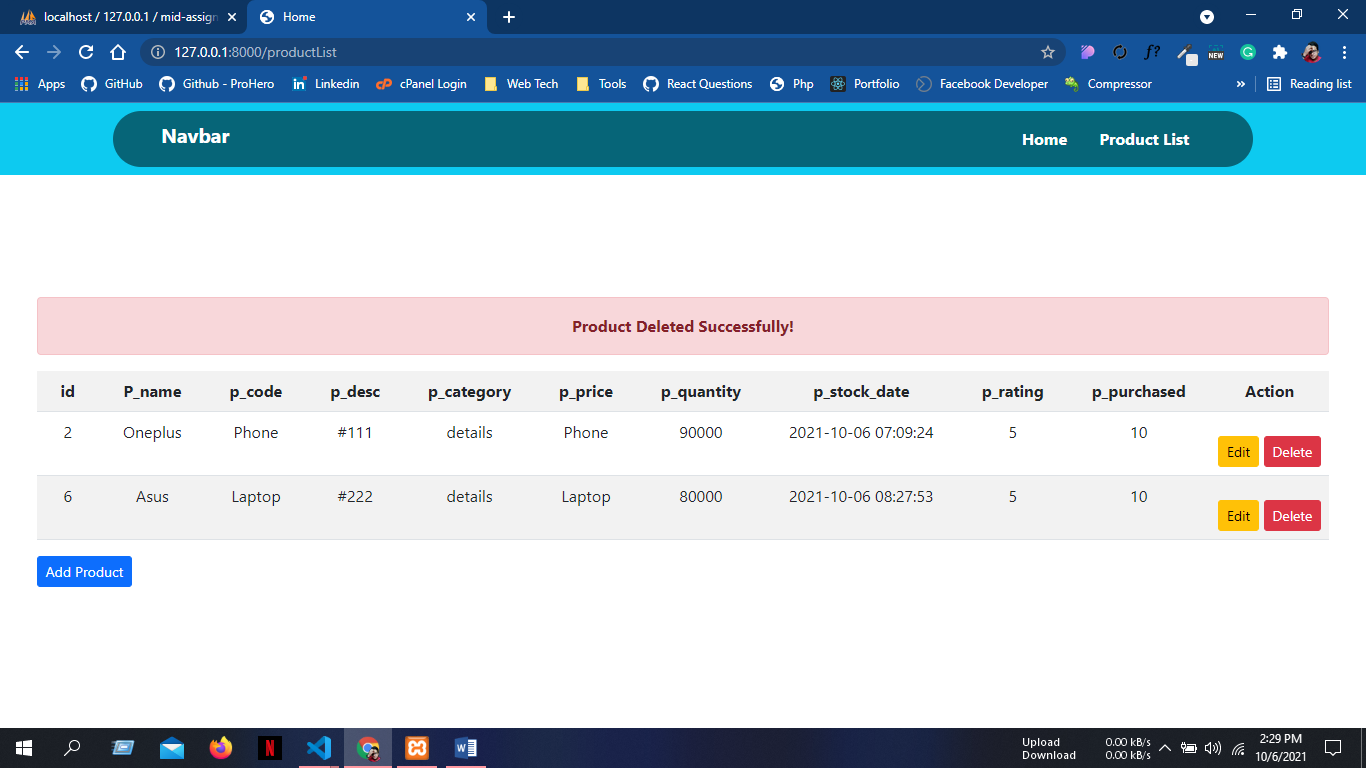 localhost / 127.0.0.1 / mid-assign
Home
127.0.0.1:8000/productList
f?
NEW
Apps GitHub Github - ProHero Linkedin cPanel Login Web Tech Tools React Questions Php Portfolio Facebook Developer Compressor » Reading list
Navbar Home Product List
Product Deleted Successfully!
id P_name p_code p_desc p_category p_price p_quantity p_stock_date p_rating p_purchased Action
2 Oneplus Phone #111 details Phone 90000 2021-10-06 07:09:24 5 10 Edit Delete
6 Asus Laptop #222 details Laptop 80000 2021-10-06 08:27:53 5 10 Edit Delete
Add Product
Upload 0.00 kB/s
Download 0.00 kB/s
2:29 PM
10/6/2021